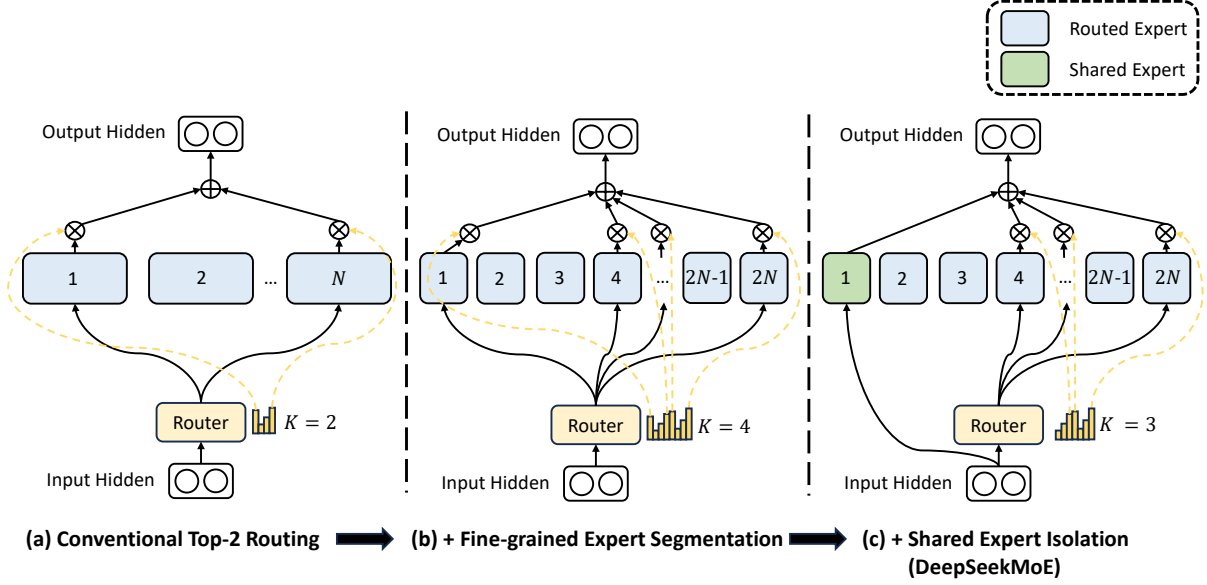 Routed Expert
Shared Expert
Output Hidden
1
2
...
N
Router
K = 2
Input Hidden
(a) Conventional Top-2 Routing
Output Hidden
1
2
3
4
...
2N-1
2N
Router
K = 4
Input Hidden
(b) + Fine-grained Expert Segmentation
Output Hidden
1
2
3
4
...
2N-1
2N
Router
K = 3
Input Hidden
(c) + Shared Expert Isolation
(DeepSeekMoE)